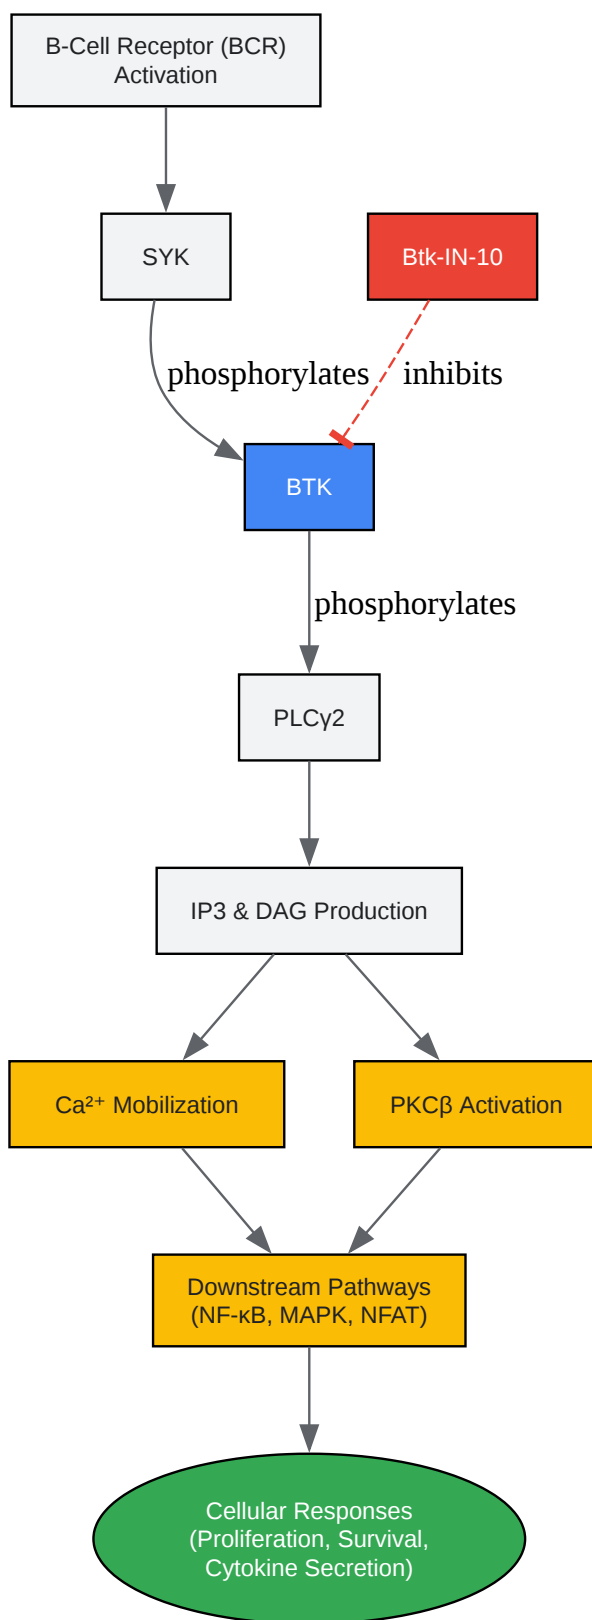 B-Cell Receptor (BCR)
Activation
SYK
Btk-IN-10
phosphorylates
inhibits
BTK
phosphorylates
PLCγ2
IP3 & DAG Production
Ca²⁺ Mobilization
PKCβ Activation
Downstream Pathways
(NF-κB, MAPK, NFAT)
Cellular Responses
(Proliferation, Survival,
Cytokine Secretion)